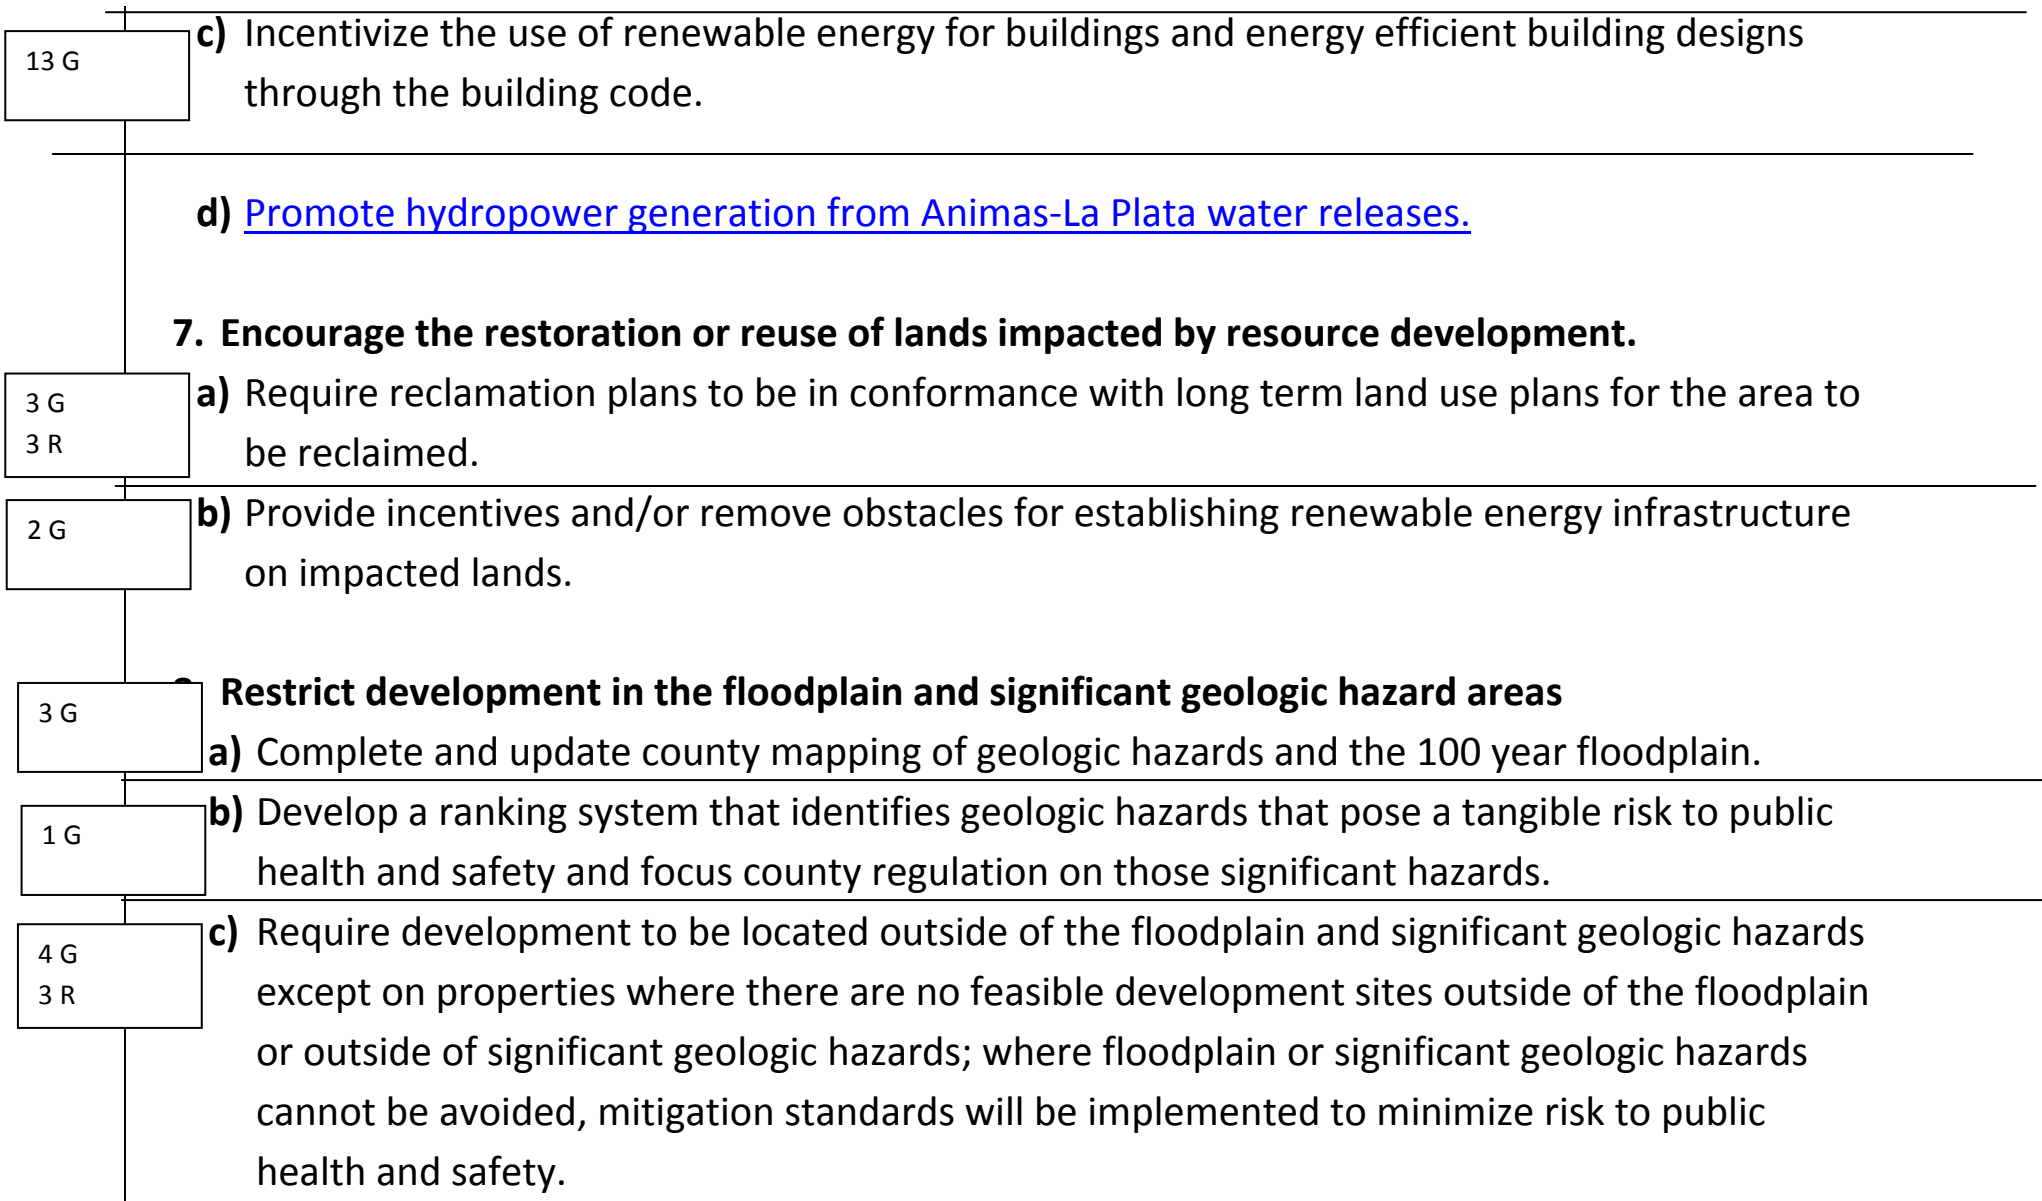 13 G
c) Incentivize the use of renewable energy for buildings and energy efficient building designs
through the building code.
d) Promote hydropower generation from Animas-La Plata water releases.
7. Encourage the restoration or reuse of lands impacted by resource development.
3 G
3 R
a) Require reclamation plans to be in conformance with long term land use plans for the area to
be reclaimed.
2 G
b) Provide incentives and/or remove obstacles for establishing renewable energy infrastructure
on impacted lands.
3 G
Restrict development in the floodplain and significant geologic hazard areas
a) Complete and update county mapping of geologic hazards and the 100 year floodplain.
1 G
b) Develop a ranking system that identifies geologic hazards that pose a tangible risk to public
health and safety and focus county regulation on those significant hazards.
4 G
3 R
c) Require development to be located outside of the floodplain and significant geologic hazards
except on properties where there are no feasible development sites outside of the floodplain
or outside of significant geologic hazards; where floodplain or significant geologic hazards
cannot be avoided, mitigation standards will be implemented to minimize risk to public
health and safety.